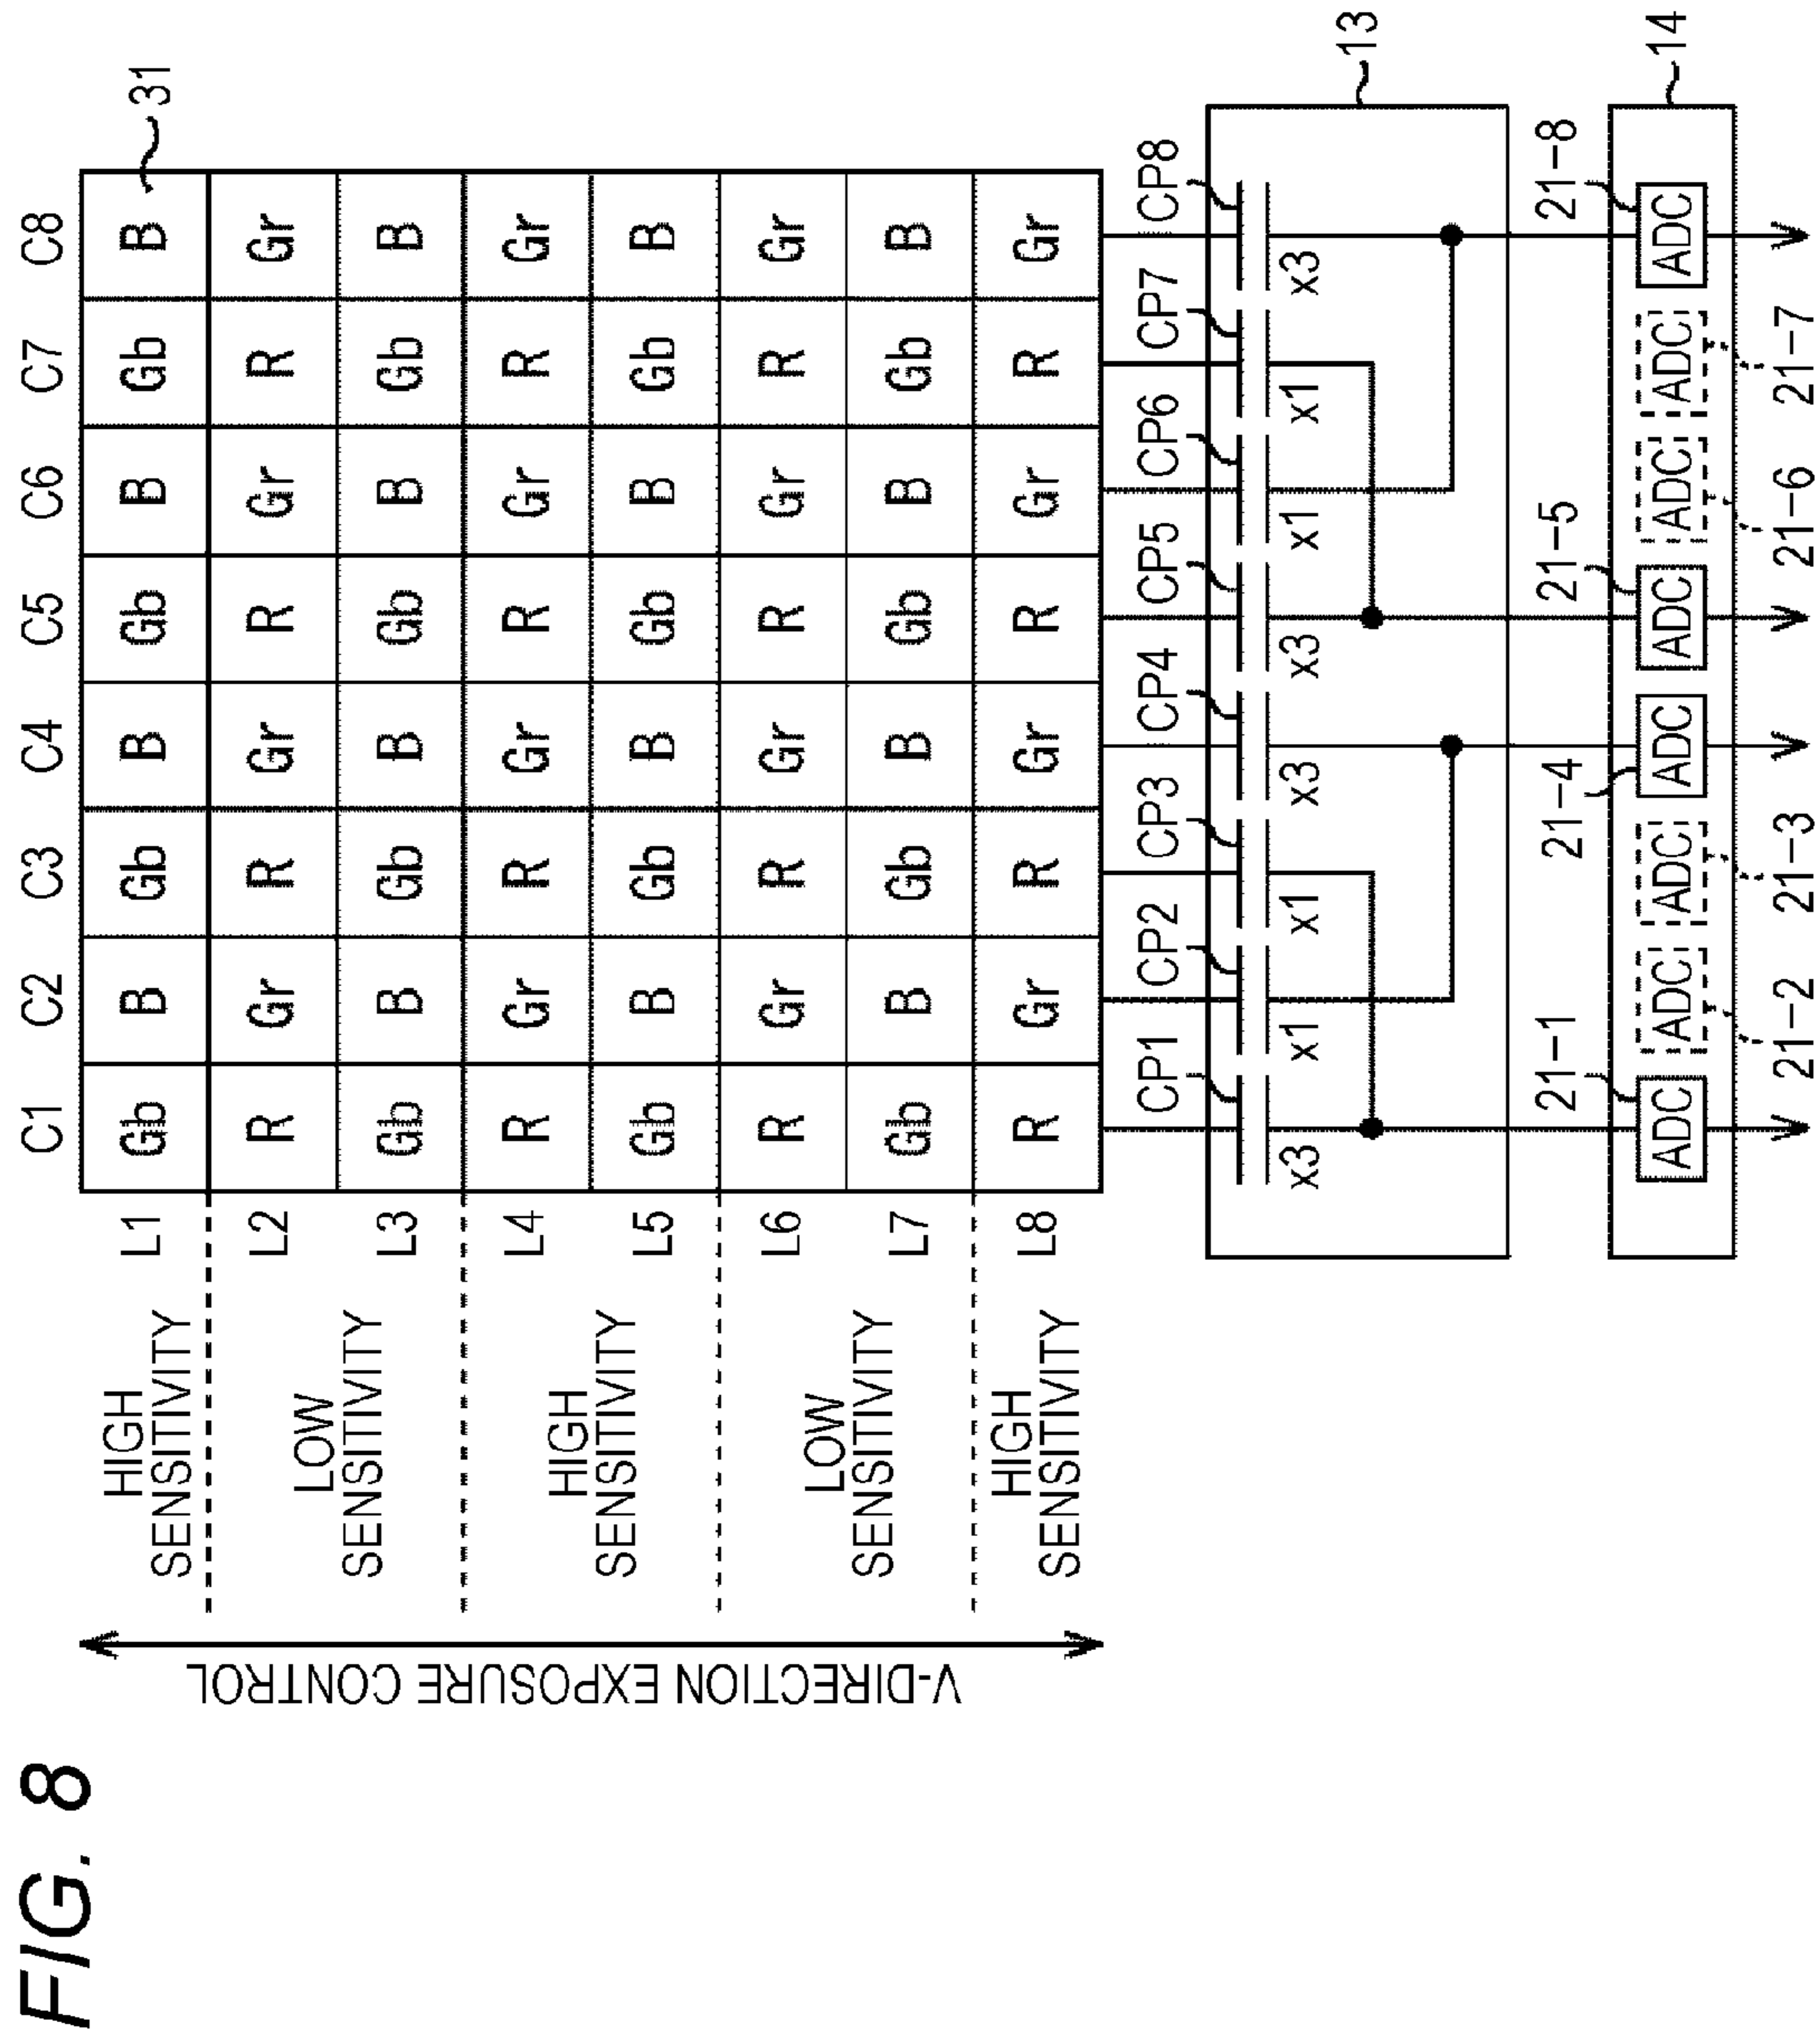 FIG. 8
C1 C2 C3 C4 C5 C6 C7 C8
31
HIGH SENSITIVITY
L1 Gb B Gb B Gb B Gb B
LOW SENSITIVITY
L2 R Gr R Gr R Gr R Gr
L3 Gb B Gb B Gb B Gb B
HIGH SENSITIVITY
L4 R Gr R Gr R Gr R Gr
L5 Gb B Gb B Gb B Gb B
LOW SENSITIVITY
L6 R Gr R Gr R Gr R Gr
L7 Gb B Gb B Gb B Gb B
HIGH SENSITIVITY
L8 R Gr R Gr R Gr R Gr
V-DIRECTION EXPOSURE CONTROL
CP1 CP2 CP3 CP4 CP5 CP6 CP7 CP8
x3 x1 x1 x3 x3 x1 x1 x3
13
21-1 21-4 21-5 21-8
14
ADC ADC ADC ADC ADC ADC ADC ADC
V V V V
21-2 21-3 21-6 21-7